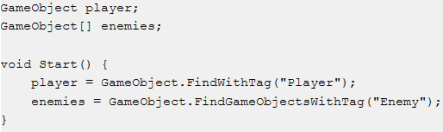 GameObject player;
GameObject[] enemies;

void Start() {
    player = GameObject.FindWithTag("Player");
    enemies = GameObject.FindGameObjectsWithTag("Enemy");
}